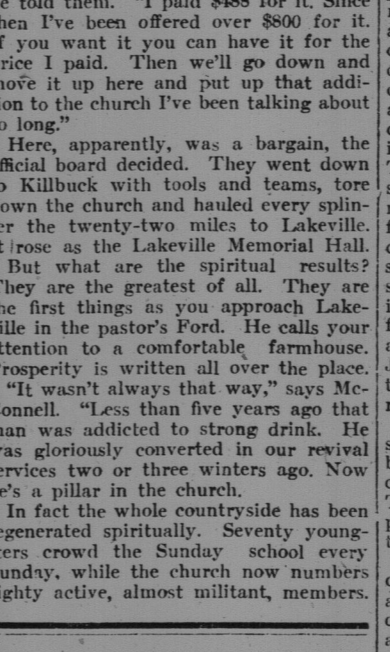 told them. "I paid $488 for it. Since
hen I've been offered over $800 for it.
f you want it you can have it for the
rice I paid. Then we'll go down and
nove it up here and put up that addi-
ion to the church I've been talking about
o long."
Here, apparently, was a bargain, the
fficial board decided. They went down
o Killbuck with tools and teams, tore
own the church and hauled every splin-
er the twenty-two miles to Lakeville.
t rose as the Lakeville Memorial Hall.
But what are the spiritual results?
They are the greatest of all. They are
he first things as you approach Lake-
ille in the pastor's Ford. He calls your
ttention to a comfortable farmhouse.
rosperity is written all over the place.
"It wasn't always that way," says Mc-
onnell. "Less than five years ago that
nan was addicted to strong drink. He
vas gloriously converted in our revival
ervices two or three winters ago. Now
e's a pillar in the church.
In fact the whole countryside has been
egenerated spiritually. Seventy young-
ters crowd the Sunday school every
unday, while the church now numbers
ighty active, almost militant, members.